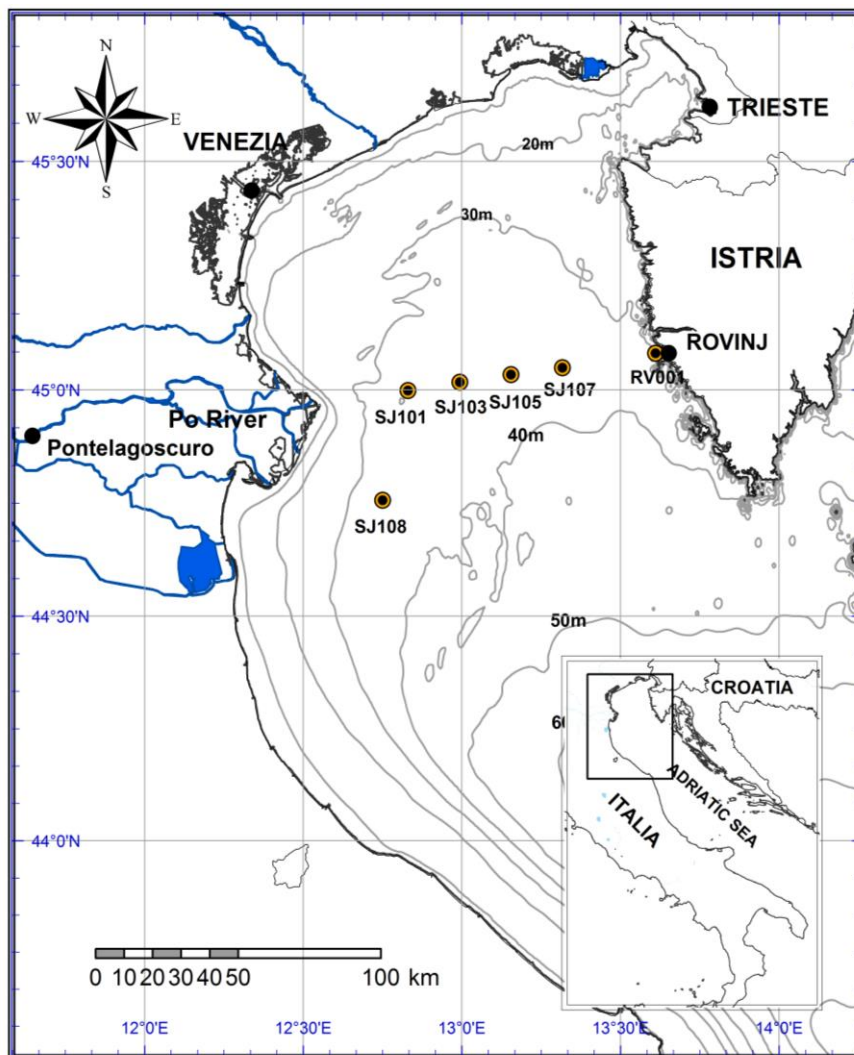 N
W
E
S
TRIESTE
VENEZIA
20m
45°30'N
30m
ISTRIA
ROVINJ
RV001
SJ107
SJ105
SJ103
SJ101
45°0'N
Po River
40m
Pontelagoscuro
SJ108
44°30'N
50m
CROATIA
ADRIATIC SEA
ITALIA
44°0'N
0 10 20 30 40 50 100 km
12°0'E 12°30'E 13°0'E 13°30'E 14°0'E